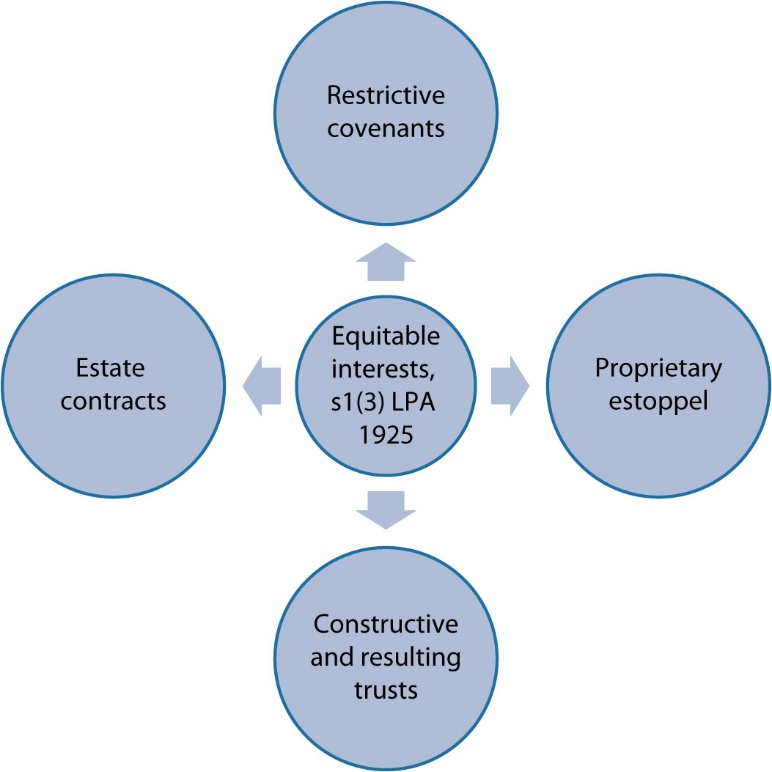 Restrictive
covenants
Estate
contracts
Equitable
interests,
s1(3) LPA
1925
Proprietary
estoppel
Constructive
and resulting
trusts